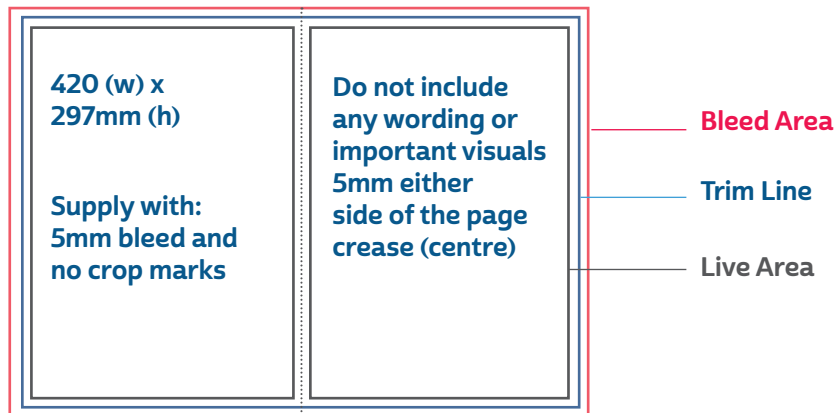 420 (w) x
297mm (h)
Supply with:
5mm bleed and
no crop marks
Do not include
any wording or
important visuals
5mm either
side of the page
crease (centre)
Bleed Area
Trim Line
Live Area